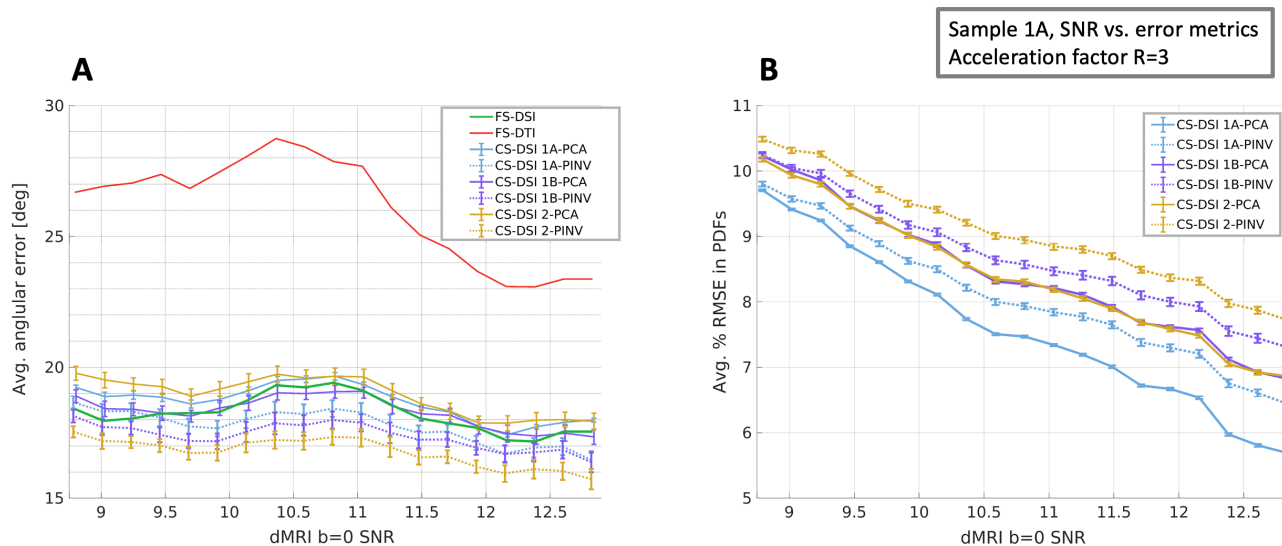 Sample 1A, SNR vs. error metrics
Acceleration factor R=3
A
30
25
20
15
Avg. angular error [deg]
9
9.5
10
10.5
11
11.5
12
12.5
dMRI b=0 SNR
FS-DSI
FS-DTI
CS-DSI 1A-PCA
CS-DSI 1A-PINV
CS-DSI 1B-PCA
CS-DSI 1B-PINV
CS-DSI 2-PCA
CS-DSI 2-PINV
B
11
10
9
8
7
6
5
Avg. % RMSE in PDFs
9
9.5
10
10.5
11
11.5
12
12.5
dMRI b=0 SNR
CS-DSI 1A-PCA
CS-DSI 1A-PINV
CS-DSI 1B-PCA
CS-DSI 1B-PINV
CS-DSI 2-PCA
CS-DSI 2-PINV